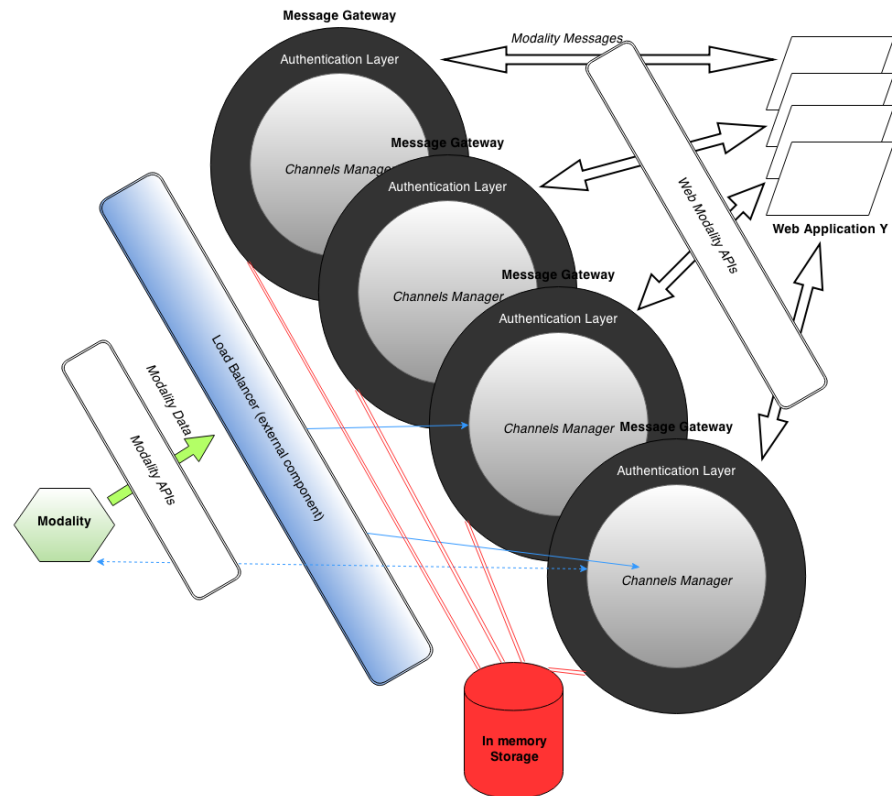 Message Gateway
Authentication Layer
Channels Manager
Modality Messages
Message Gateway
Authentication Layer
Channels Manager
Web Modality APIs
Web Application Y
Message Gateway
Authentication Layer
Channels Manager
Message Gateway
Authentication Layer
Channels Manager
Load Balancer (external component)
Modality Data
Modality APIs
Modality
In memory
Storage